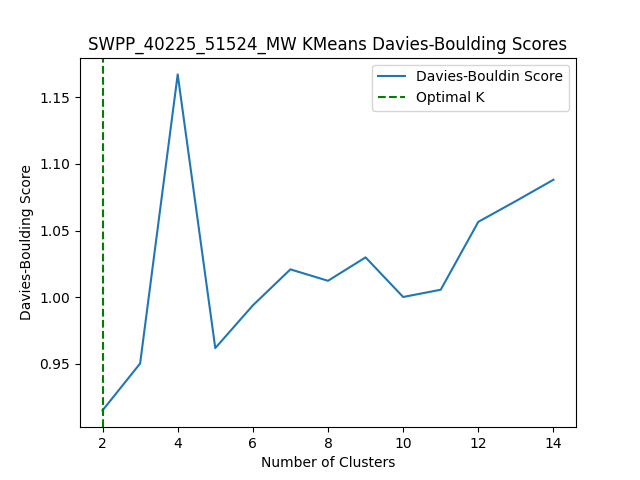 SWPP_40225_51524_MW KMeans Davies-Boulding Scores
Davies-Bouldin Score
Optimal K
Davies-Boulding Score
1.15
1.10
1.05
1.00
0.95
2 4 6 8 10 12 14
Number of Clusters